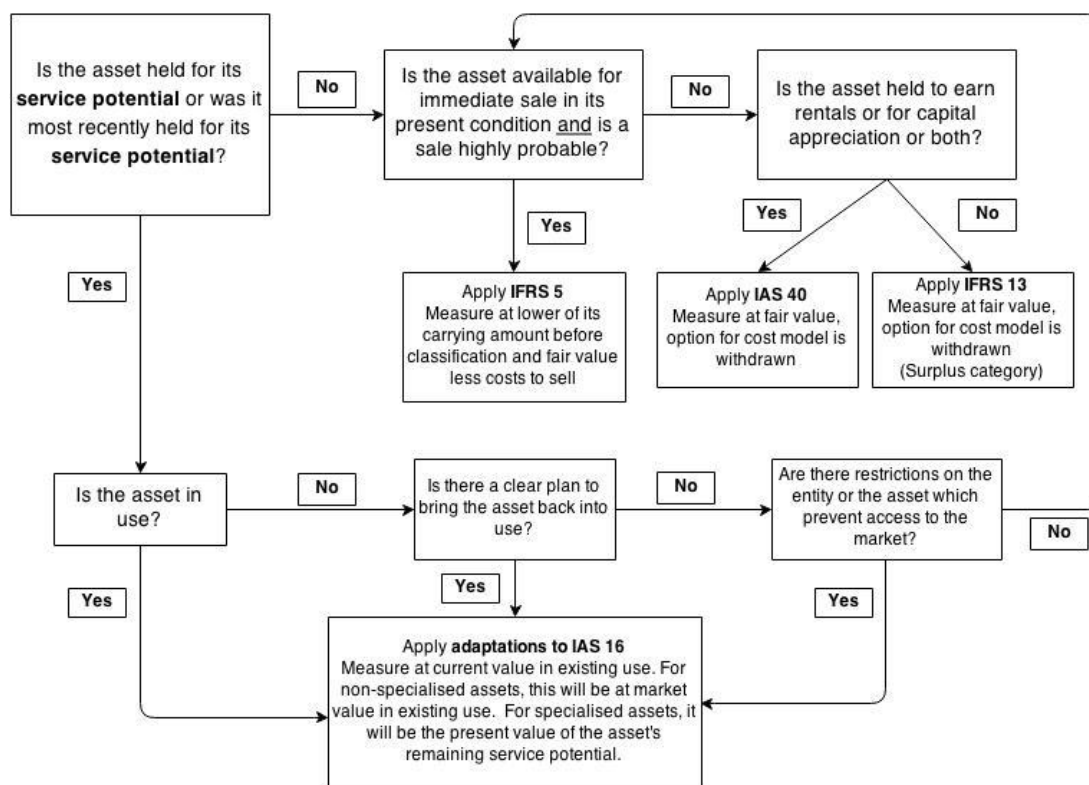 Is the asset held for its
service potential or was it
most recently held for its
service potential?
No
Is the asset available for
immediate sale in its
present condition and is a
sale highly probable?
No
Is the asset held to earn
rentals or for capital
appreciation or both?
Yes
Yes
Yes
No
Apply IFRS 5
Measure at lower of its
carrying amount before
classification and fair value
less costs to sell
Apply IAS 40
Measure at fair value,
option for cost model is
withdrawn
Apply IFRS 13
Measure at fair value,
option for cost model is
withdrawn
(Surplus category)
Is the asset in
use?
No
Is there a clear plan to
bring the asset back into
use?
No
Are there restrictions on the
entity or the asset which
prevent access to the
market?
No
Yes
Yes
Yes
Apply adaptations to IAS 16
Measure at current value in existing use. For
non-specialised assets, this will be at market
value in existing use. For specialised assets, it
will be the present value of the asset's
remaining service potential.